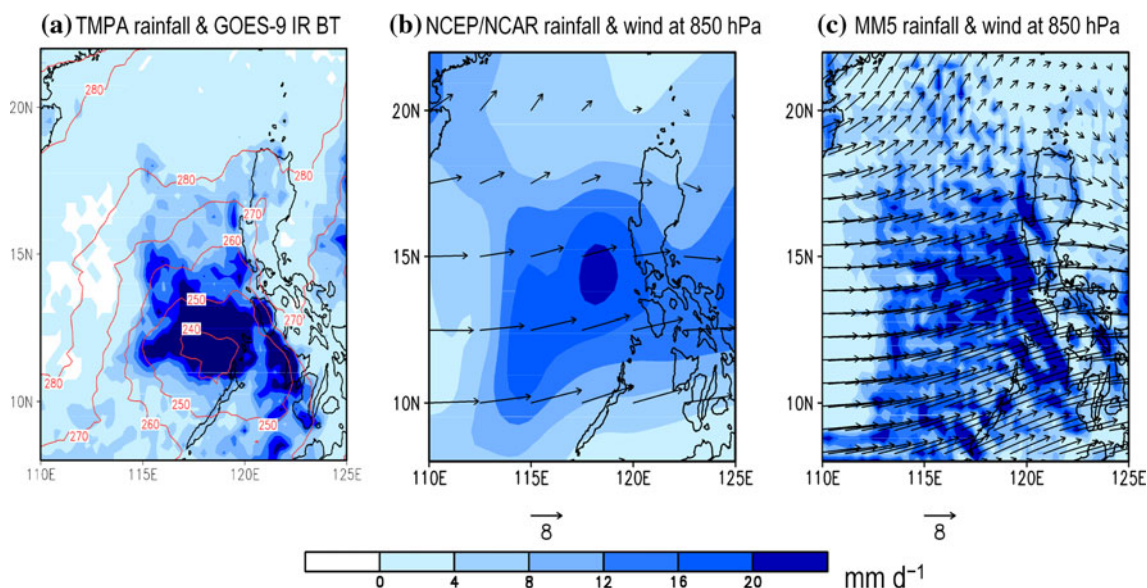 (a) TMPA rainfall & GOES-9 IR BT
(b) NCEP/NCAR rainfall & wind at 850 hPa
(c) MM5 rainfall & wind at 850 hPa
280
20N
280
280
270
260
15N
250
270
240
280
10N
250
250
270
260
110E 115E 120E 125E
20N
15N
10N
110E 115E 120E 125E
20N
15N
10N
110E 115E 120E 125E
8
8
0 4 8 12 16 20
mm d⁻¹